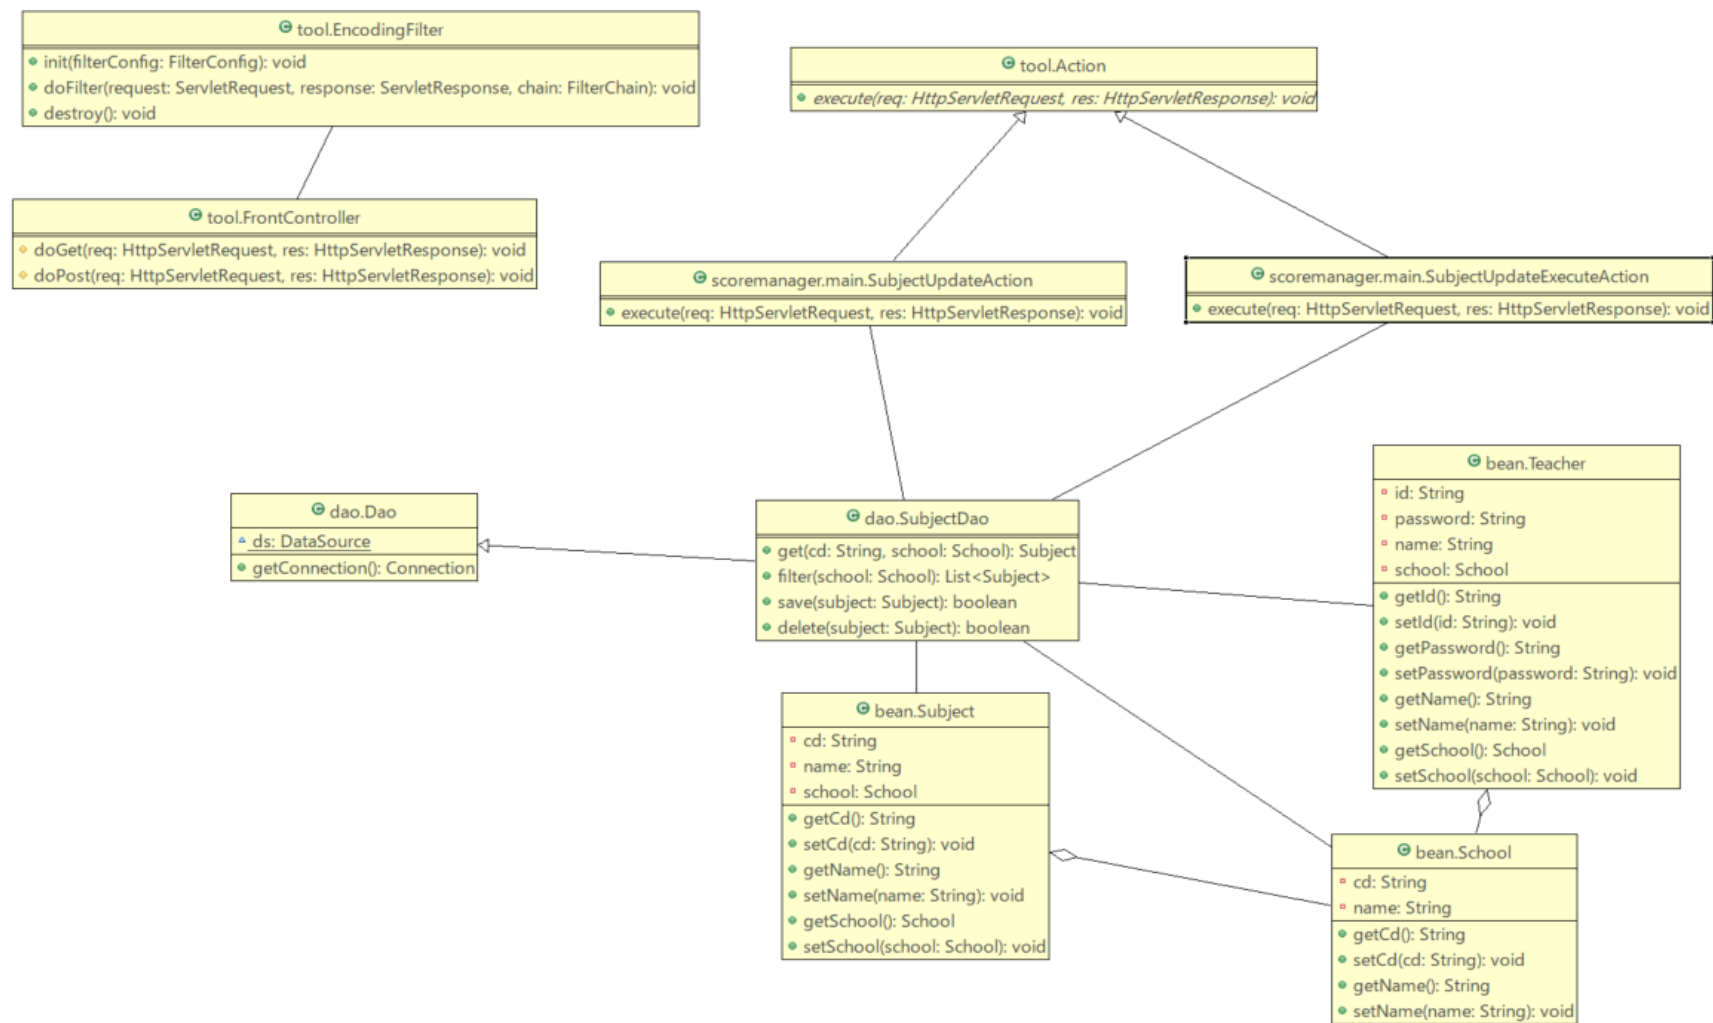 tool.EncodingFilter
init(filterConfig: FilterConfig): void
doFilter(request: ServletRequest, response: ServletResponse, chain: FilterChain): void
destroy(): void
tool.Action
execute(req: HttpServletRequest, res: HttpServletResponse): void
tool.FrontController
doGet(req: HttpServletRequest, res: HttpServletResponse): void
doPost(req: HttpServletRequest, res: HttpServletResponse): void
scoremanager.main.SubjectUpdateAction
execute(req: HttpServletRequest, res: HttpServletResponse): void
scoremanager.main.SubjectUpdateExecuteAction
execute(req: HttpServletRequest, res: HttpServletResponse): void
dao.Dao
ds: DataSource
getConnection(): Connection
dao.SubjectDao
get(cd: String, school: School): Subject
filter(school: School): List<Subject>
save(subject: Subject): boolean
delete(subject: Subject): boolean
bean.Teacher
id: String
password: String
name: String
school: School
getId(): String
setId(id: String): void
getPassword(): String
setPassword(password: String): void
getName(): String
setName(name: String): void
getSchool(): School
setSchool(school: School): void
bean.Subject
cd: String
name: String
school: School
getCd(): String
setCd(cd: String): void
getName(): String
setName(name: String): void
getSchool(): School
setSchool(school: School): void
bean.School
cd: String
name: String
getCd(): String
setCd(cd: String): void
getName(): String
setName(name: String): void